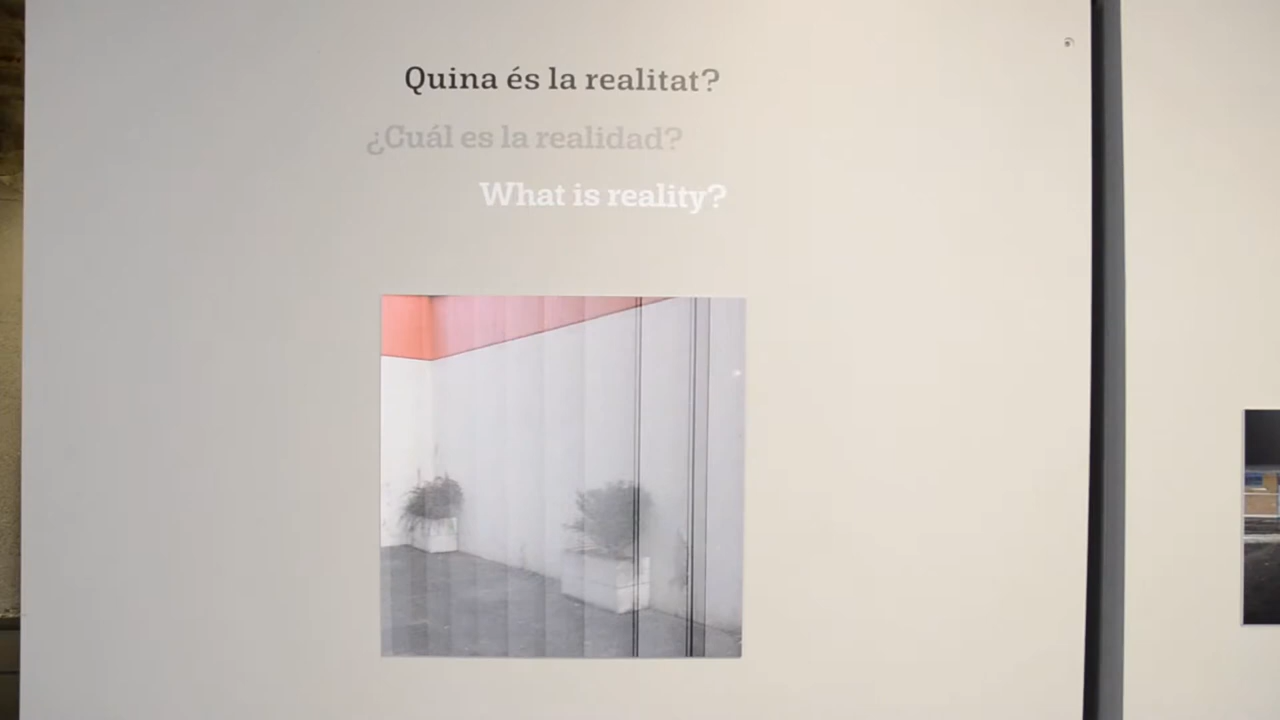 Quina és la realitat?
¿Cuál es la realidad?
What is reality?